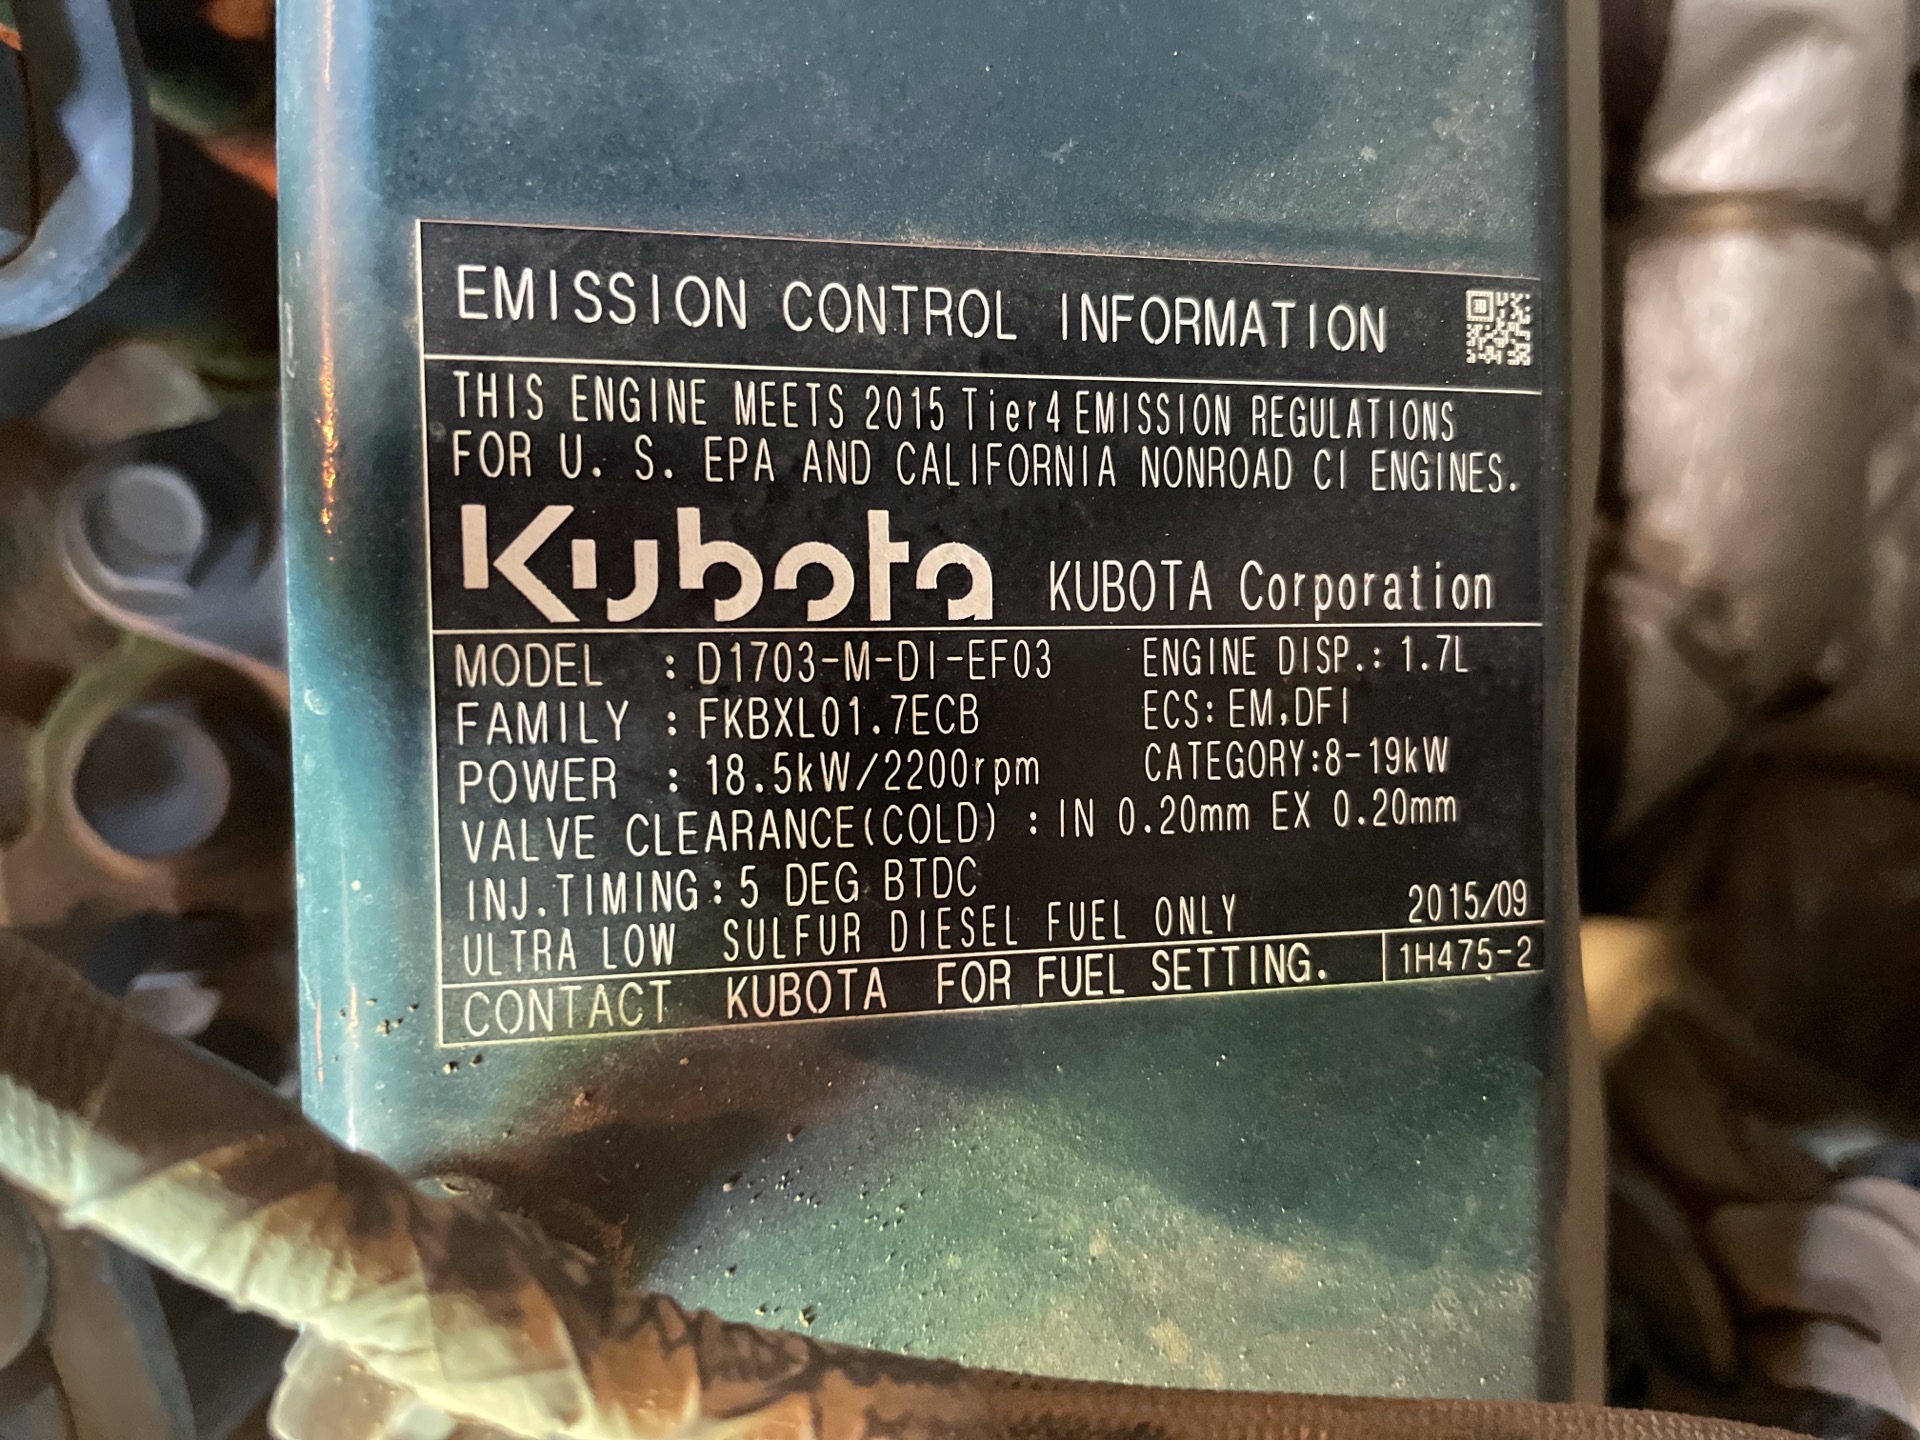 EMISSION CONTROL INFORMATION
THIS ENGINE MEETS 2015 Tier4 EMISSION REGULATIONS
FOR U. S. EPA AND CALIFORNIA NONROAD CI ENGINES.
Kubota KUBOTA Corporation
MODEL : D1703-M-DI-EF03 ENGINE DISP.: 1.7L
FAMILY : FKBXL01.7ECB ECS: EM,DFI
POWER : 18.5kW/2200rpm CATEGORY:8-19kW
VALVE CLEARANCE(COLD) : IN 0.20mm EX 0.20mm
INJ.TIMING: 5 DEG BTDC
ULTRA LOW SULFUR DIESEL FUEL ONLY 2015/09
CONTACT KUBOTA FOR FUEL SETTING. 1H475-2